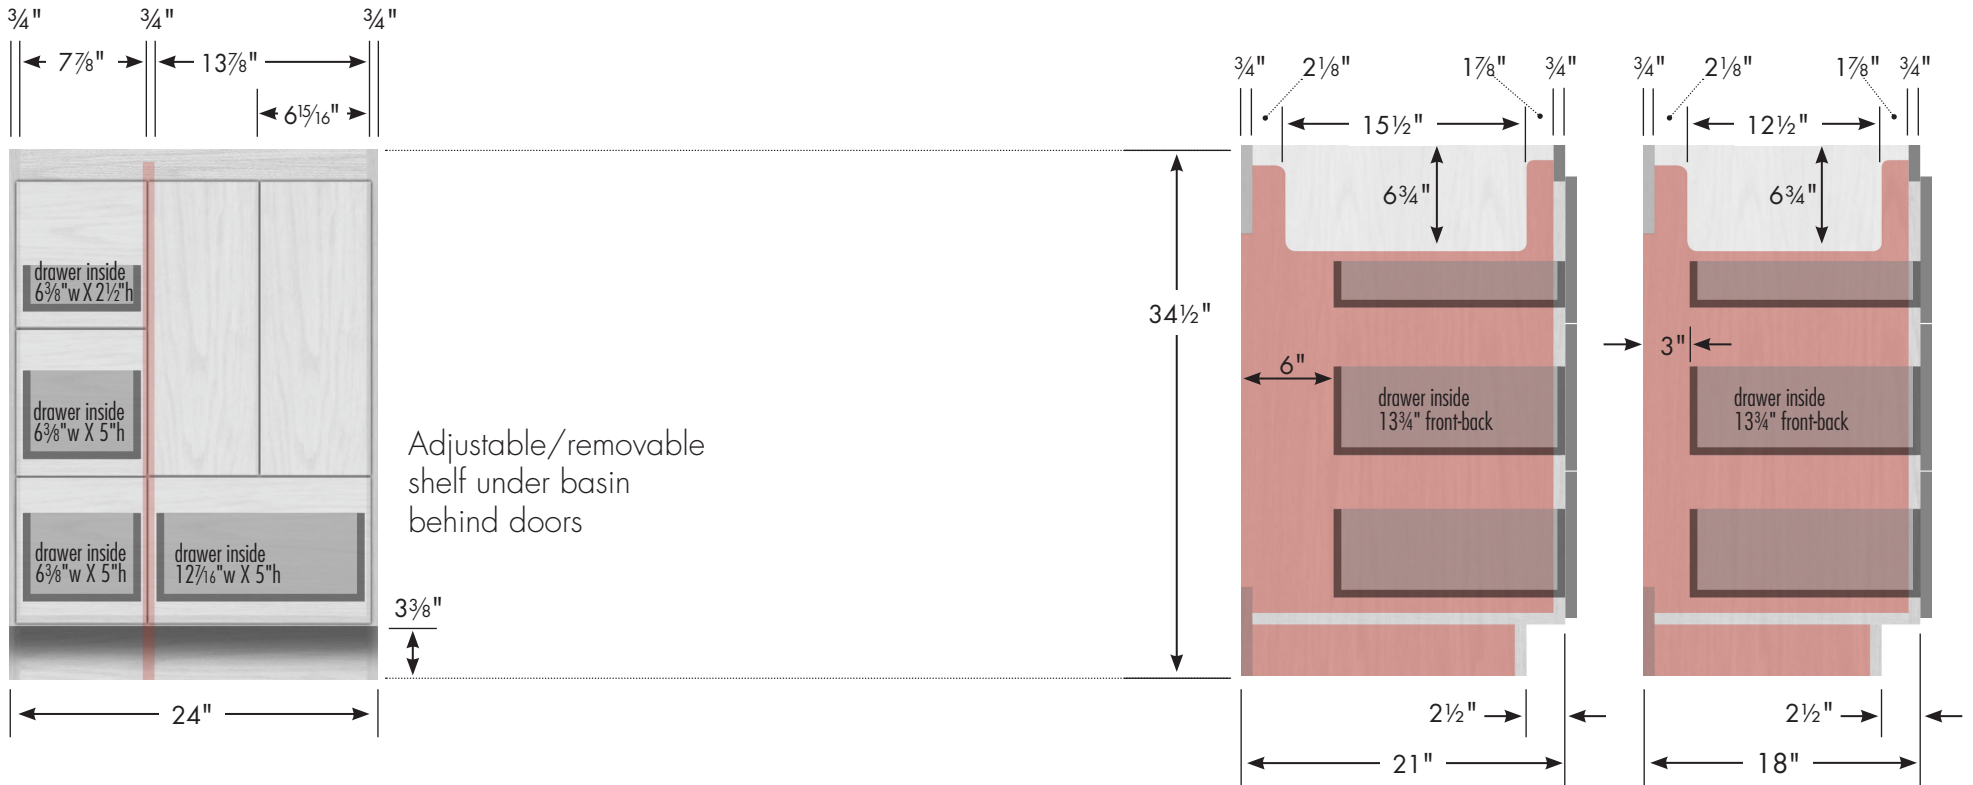 ¾" ¾" ¾"
7⅞" 13⅞"
6¹⁵⁄₁₆"
drawer inside
6⅜"w X 2½"h
drawer inside
6⅜"w X 5"h
drawer inside
6⅜"w X 5"h
drawer inside
12⁷⁄₁₆"w X 5"h
24"
Adjustable/removable
shelf under basin
behind doors
3⅜"
34½"
¾" 2⅛" 1⅞" ¾"
15½"
6¾"
6"
drawer inside
13¾" front-back
2½"
21"
¾" 2⅛" 1⅞" ¾"
12½"
6¾"
3"
drawer inside
13¾" front-back
2½"
18"